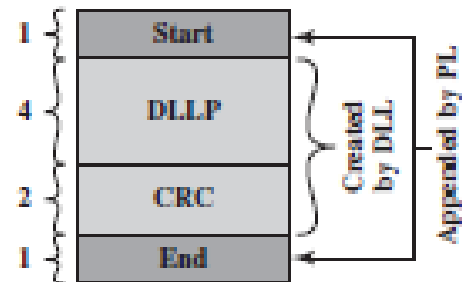 1 Start
4 DLLP
2 CRC
1 End
Created
by DLL
Appended by PL